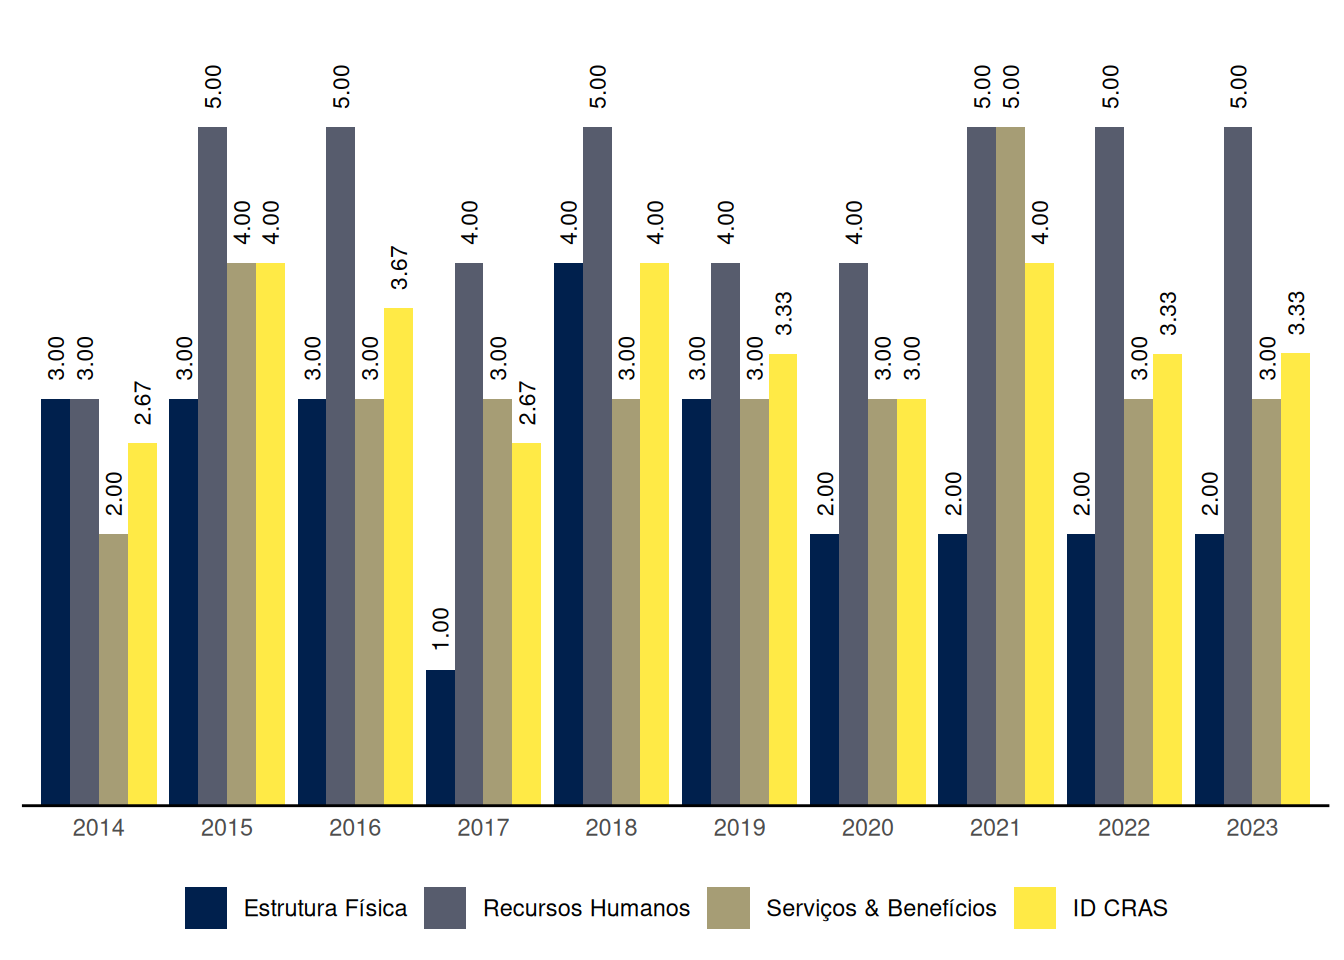 5.00 5.00 5.00 5.00 5.00 5.00 5.00
4.00 4.00 4.00 4.00 4.00 4.00 4.00 4.00
3.67
3.33 3.33 3.33
3.00 3.00 3.00 3.00 3.00 3.00 3.00 3.00 3.00 3.00 3.00 3.00 3.00
2.67 2.67
2.00 2.00 2.00 2.00 2.00
1.00
2014 2015 2016 2017 2018 2019 2020 2021 2022 2023
Estrutura Física Recursos Humanos Serviços & Benefícios ID CRAS